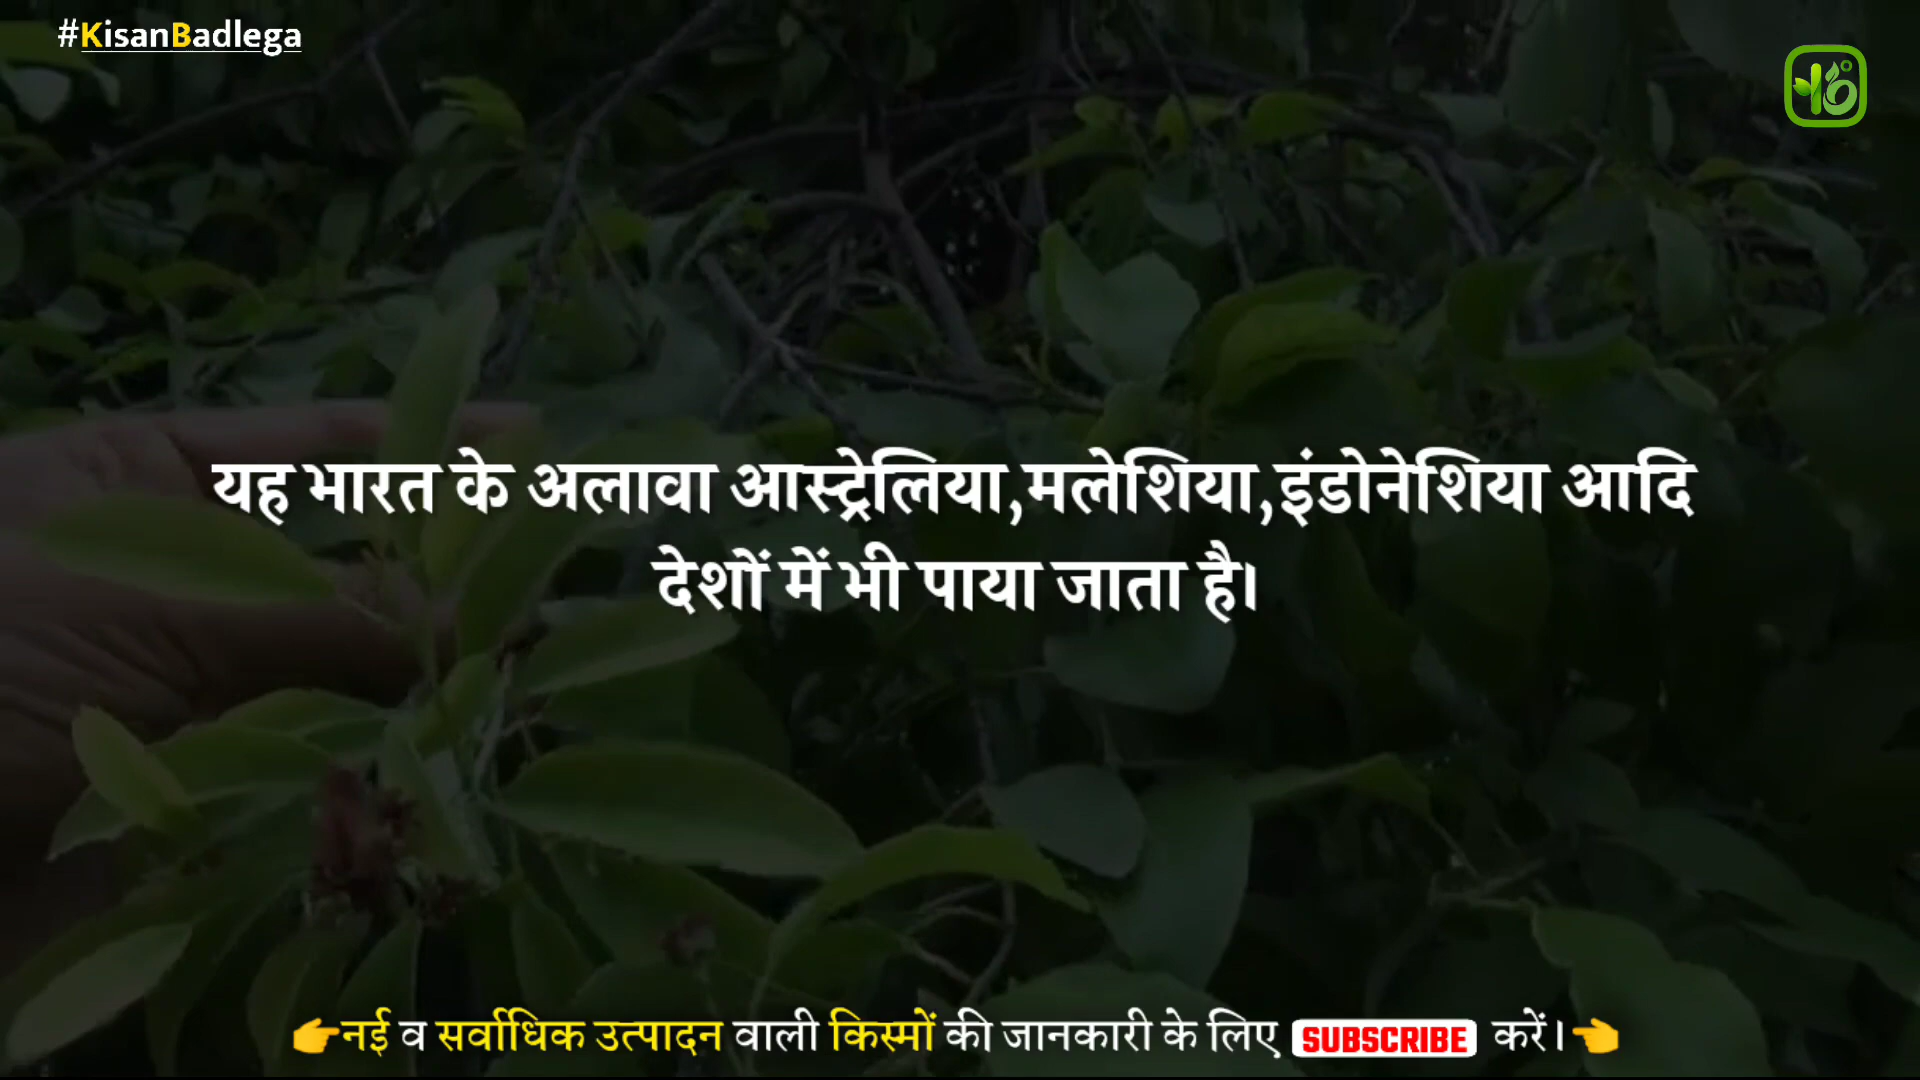 #KisanBadlega
यह भारत के अलावा आस्ट्रेलिया,मलेशिया,इंडोनेशिया आदि
देशों में भी पाया जाता है।
👉नई व सर्वाधिक उत्पादन वाली किस्मों की जानकारी के लिए SUBSCRIBE करें।👈